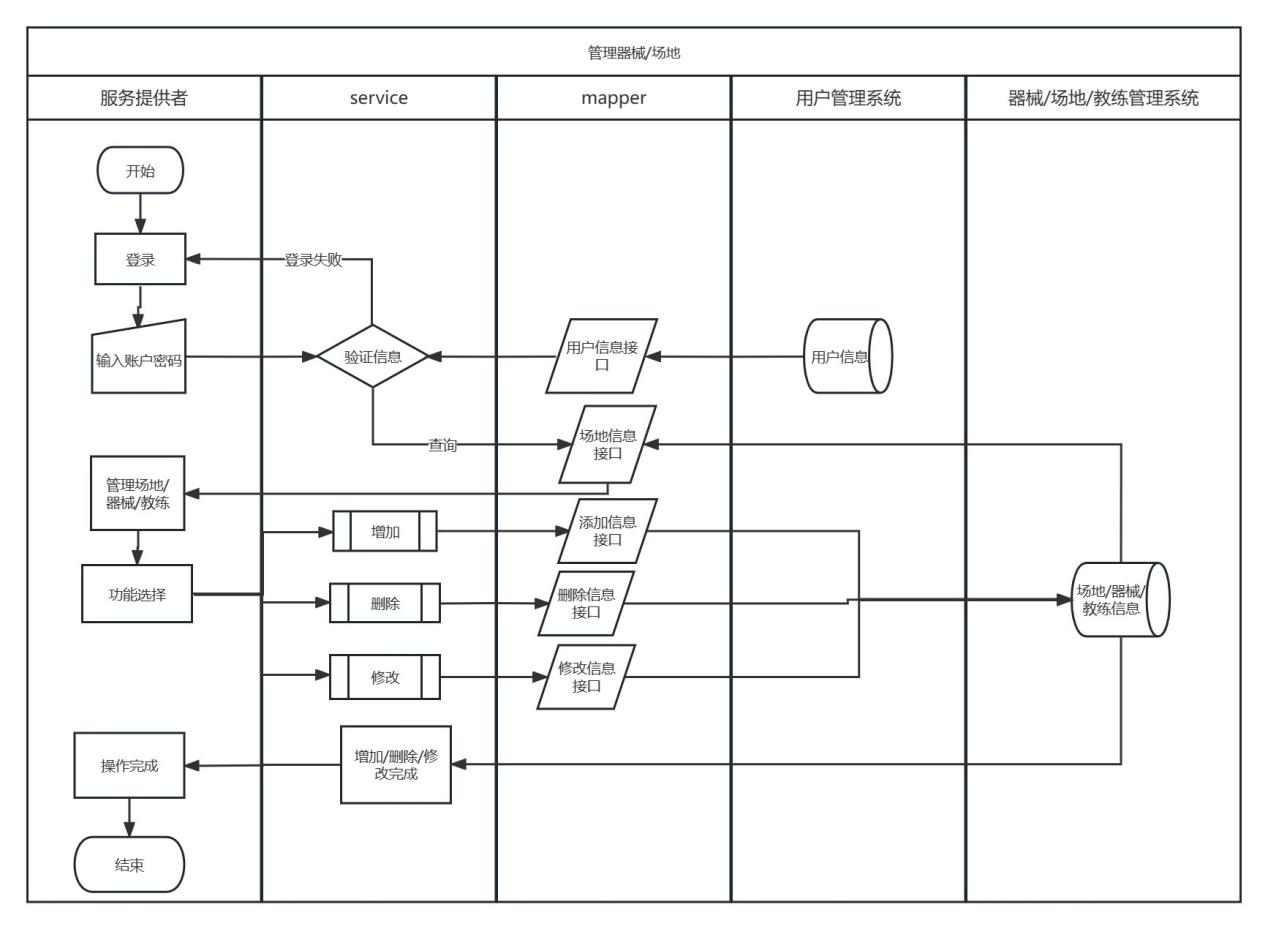 管理器械/场地
服务提供者
service
mapper
用户管理系统
器械/场地/教练管理系统
开始
登录
登录失败
输入账户密码
验证信息
用户信息接
口
用户信息
查询
场地信息
接口
管理场地/
器械/教练
增加
添加信息
接口
功能选择
删除
删除信息
接口
场地/器械/
教练信息
修改
修改信息
接口
操作完成
增加/删除/修
改完成
结束